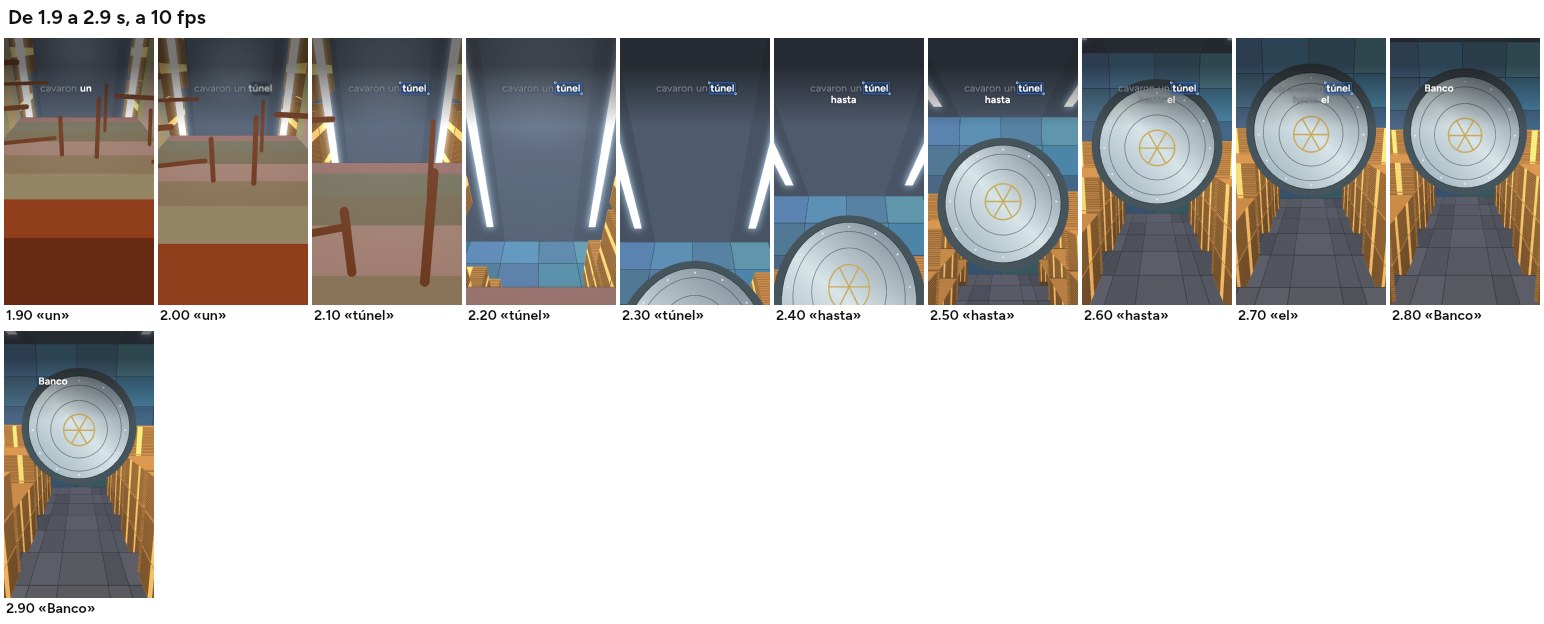 De 1.9 a 2.9 s, a 10 fps
cavaron un
cavaron un túnel
cavaron un túnel
cavaron un túnel
cavaron un túnel
cavaron un túnel
hasta
cavaron un túnel
hasta
cavaron un túnel
el
túnel
el
Banco
1.90 «un»
2.00 «un»
2.10 «túnel»
2.20 «túnel»
2.30 «túnel»
2.40 «hasta»
2.50 «hasta»
2.60 «hasta»
2.70 «el»
2.80 «Banco»
Banco
2.90 «Banco»